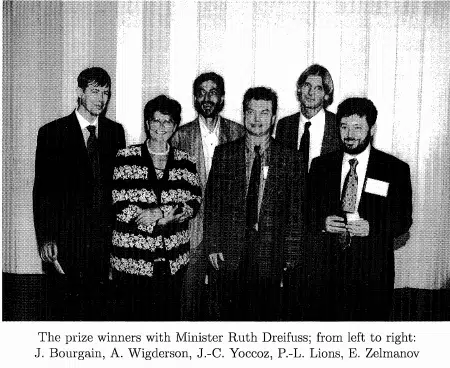 The prize winners with Minister Ruth Dreifuss; from left to right:
J. Bourgain, A. Wigderson, J.-C. Yoccoz, P.-L. Lions, E. Zelmanov